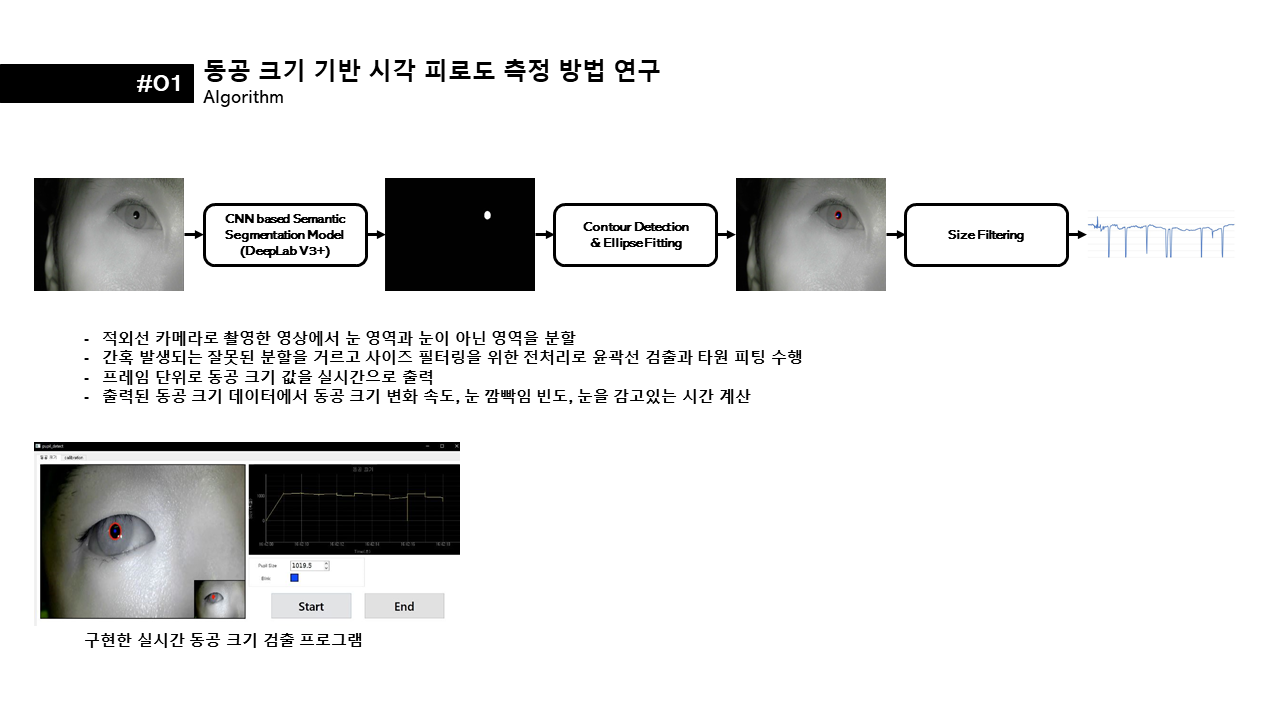 #01
동공 크기 기반 시각 피로도 측정 방법 연구
Algorithm
CNN based Semantic
Segmentation Model
(DeepLab V3+)
Contour Detection
& Ellipse Fitting
Size Filtering
- 적외선 카메라로 촬영한 영상에서 눈 영역과 눈이 아닌 영역을 분할
- 간혹 발생되는 잘못된 분할을 거르고 사이즈 필터링을 위한 전처리로 윤곽선 검출과 타원 피팅 수행
- 프레임 단위로 동공 크기 값을 실시간으로 출력
- 출력된 동공 크기 데이터에서 동공 크기 변화 속도, 눈 깜빡임 빈도, 눈을 감고있는 시간 계산
pupil_detect
동공 크기 calibration
동공 크기
Pupil Size 1019.5
Blink
Start End
구현한 실시간 동공 크기 검출 프로그램